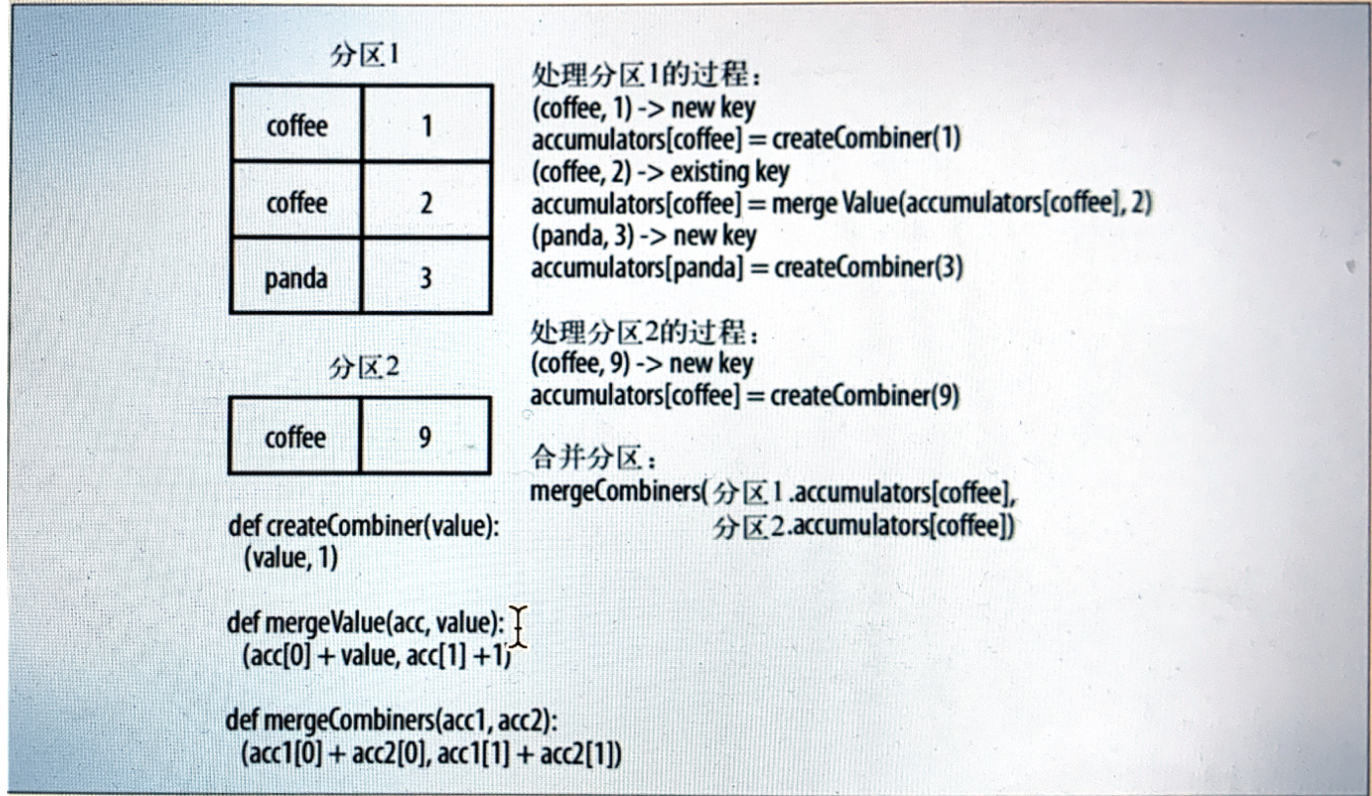 分区1
coffee 1
coffee 2
panda 3
分区2
coffee 9
def createCombiner(value):
(value, 1)
def mergeValue(acc, value):
(acc[0] + value, acc[1] +1)
def mergeCombiners(acc1, acc2):
(acc1[0] + acc2[0], acc1[1] + acc2[1])
处理分区1的过程：
(coffee, 1) -> new key
accumulators[coffee] = createCombiner(1)
(coffee, 2) -> existing key
accumulators[coffee] = merge Value(accumulators[coffee], 2)
(panda, 3) -> new key
accumulators[panda] = createCombiner(3)
处理分区2的过程：
(coffee, 9) -> new key
accumulators[coffee] = createCombiner(9)
合并分区：
mergeCombiners( 分区1 .accumulators[coffee],
分区2.accumulators[coffee])